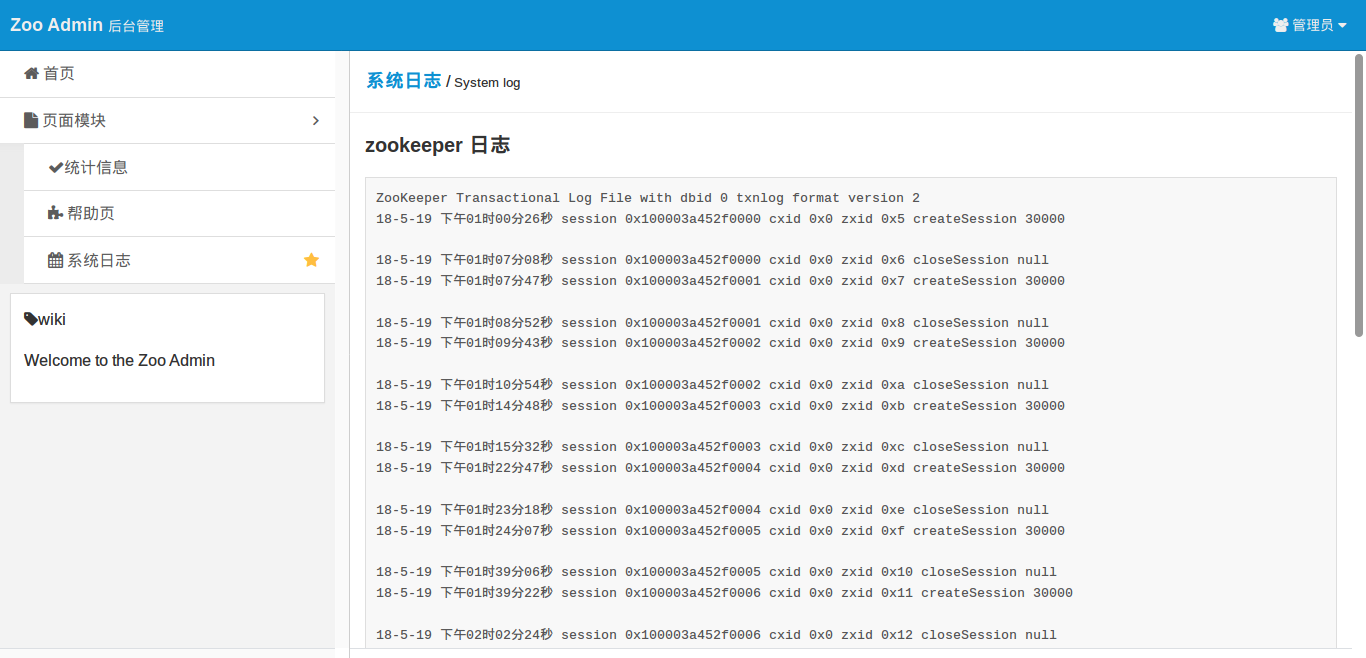 Zoo Admin 后台管理
管理员
首页
页面模块
统计信息
帮助页
系统日志
wiki
Welcome to the Zoo Admin
系统日志 / System log
zookeeper 日志
ZooKeeper Transactional Log File with dbid 0 txnlog format version 2
18-5-19 下午01时00分26秒 session 0x100003a452f0000 cxid 0x0 zxid 0x5 createSession 30000
18-5-19 下午01时07分08秒 session 0x100003a452f0000 cxid 0x0 zxid 0x6 closeSession null
18-5-19 下午01时07分47秒 session 0x100003a452f0001 cxid 0x0 zxid 0x7 createSession 30000
18-5-19 下午01时08分52秒 session 0x100003a452f0001 cxid 0x0 zxid 0x8 closeSession null
18-5-19 下午01时09分43秒 session 0x100003a452f0002 cxid 0x0 zxid 0x9 createSession 30000
18-5-19 下午01时10分54秒 session 0x100003a452f0002 cxid 0x0 zxid 0xa closeSession null
18-5-19 下午01时14分48秒 session 0x100003a452f0003 cxid 0x0 zxid 0xb createSession 30000
18-5-19 下午01时15分32秒 session 0x100003a452f0003 cxid 0x0 zxid 0xc closeSession null
18-5-19 下午01时22分47秒 session 0x100003a452f0004 cxid 0x0 zxid 0xd createSession 30000
18-5-19 下午01时23分18秒 session 0x100003a452f0004 cxid 0x0 zxid 0xe closeSession null
18-5-19 下午01时24分07秒 session 0x100003a452f0005 cxid 0x0 zxid 0xf createSession 30000
18-5-19 下午01时39分06秒 session 0x100003a452f0005 cxid 0x0 zxid 0x10 closeSession null
18-5-19 下午01时39分22秒 session 0x100003a452f0006 cxid 0x0 zxid 0x11 createSession 30000
18-5-19 下午02时02分24秒 session 0x100003a452f0006 cxid 0x0 zxid 0x12 closeSession null